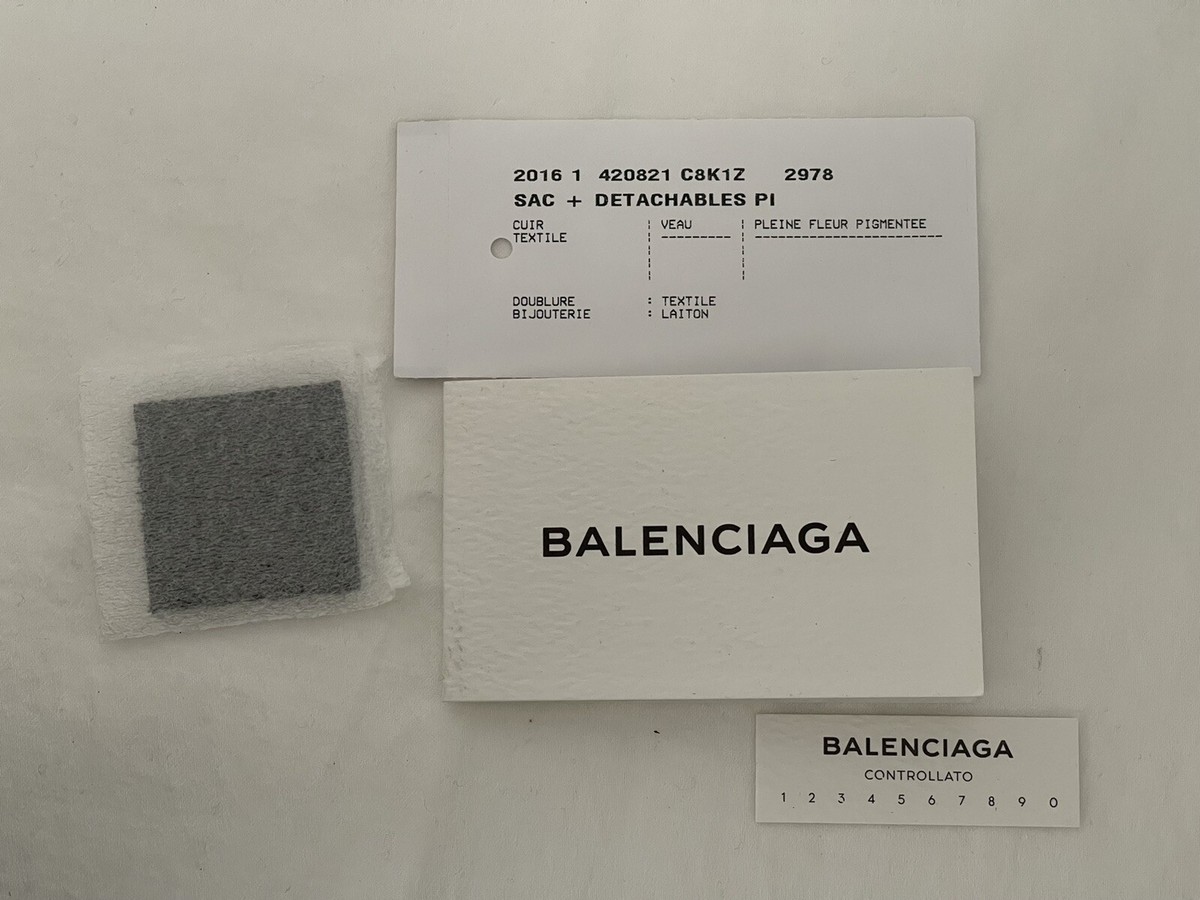 2016 1 420821 C8K1Z 2978
SAC + DETACHABLES PI
CUIR ¦ VEAU ¦ PLEINE FLEUR PIGMENTEE
TEXTILE ¦ --------- ¦ ------------------------
DOUBLURE : TEXTILE
BIJOUTERIE : LAITON
BALENCIAGA
BALENCIAGA
CONTROLLATO
1 2 3 4 5 6 7 8 9 0